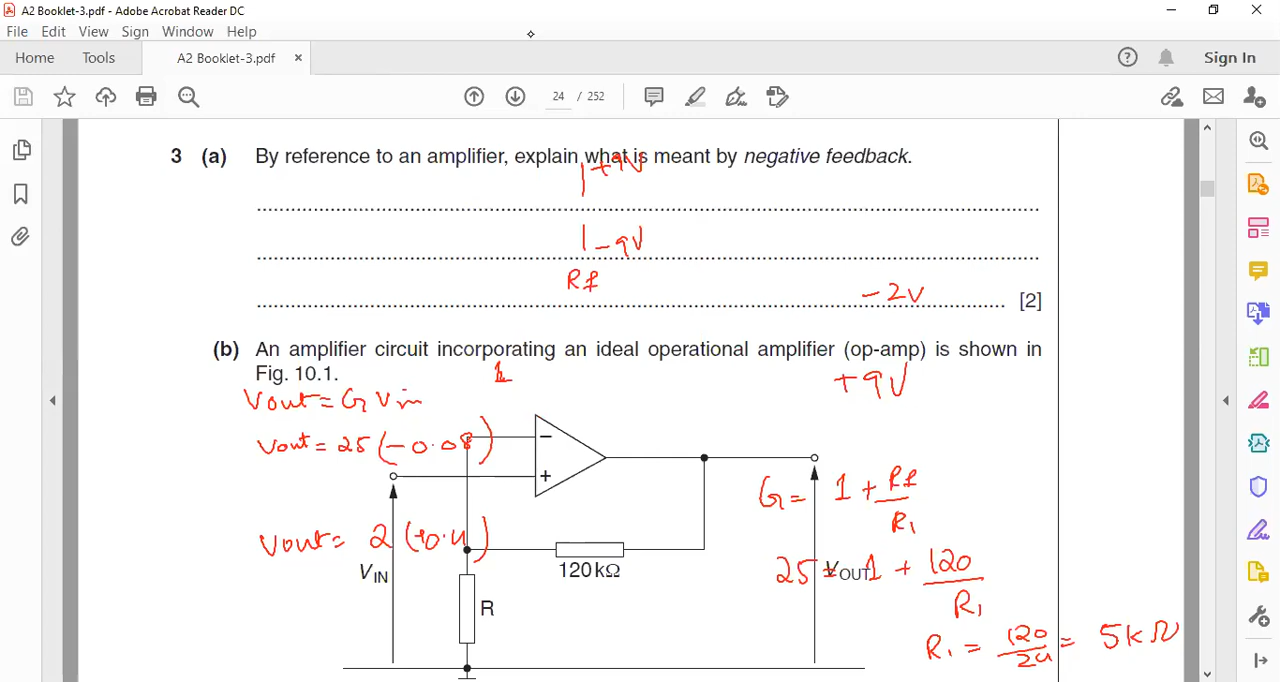 A2 Booklet-3.pdf - Adobe Acrobat Reader DC
File Edit View Sign Window Help
Home Tools A2 Booklet-3.pdf ×
Sign In
24 / 252
3 (a) By reference to an amplifier, explain what is meant by negative feedback.
+9V
-9V
Rf
-2V
[2]
(b) An amplifier circuit incorporating an ideal operational amplifier (op-amp) is shown in
Fig. 10.1.
+9V
Vout = G Vin
Vout = 25 (-0.08)
−
+
G = 1 + Rf/R1
Vout = 2
120 kΩ
VIN
VOUT
25 = 1 + 120/R1
R
R1 = 120/24 = 5kΩ